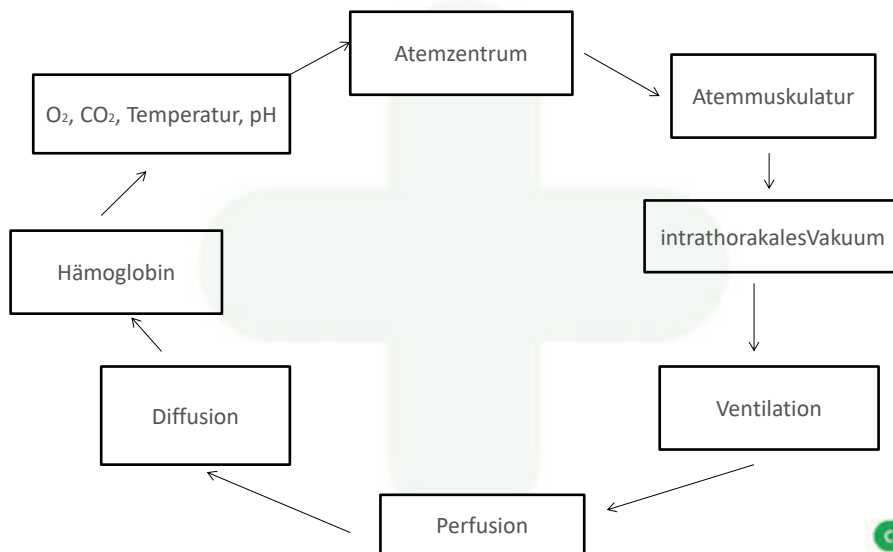 Atemzentrum
Atemmuskulatur
O₂, CO₂, Temperatur, pH
intrathorakalesVakuum
Hämoglobin
Ventilation
Diffusion
Perfusion